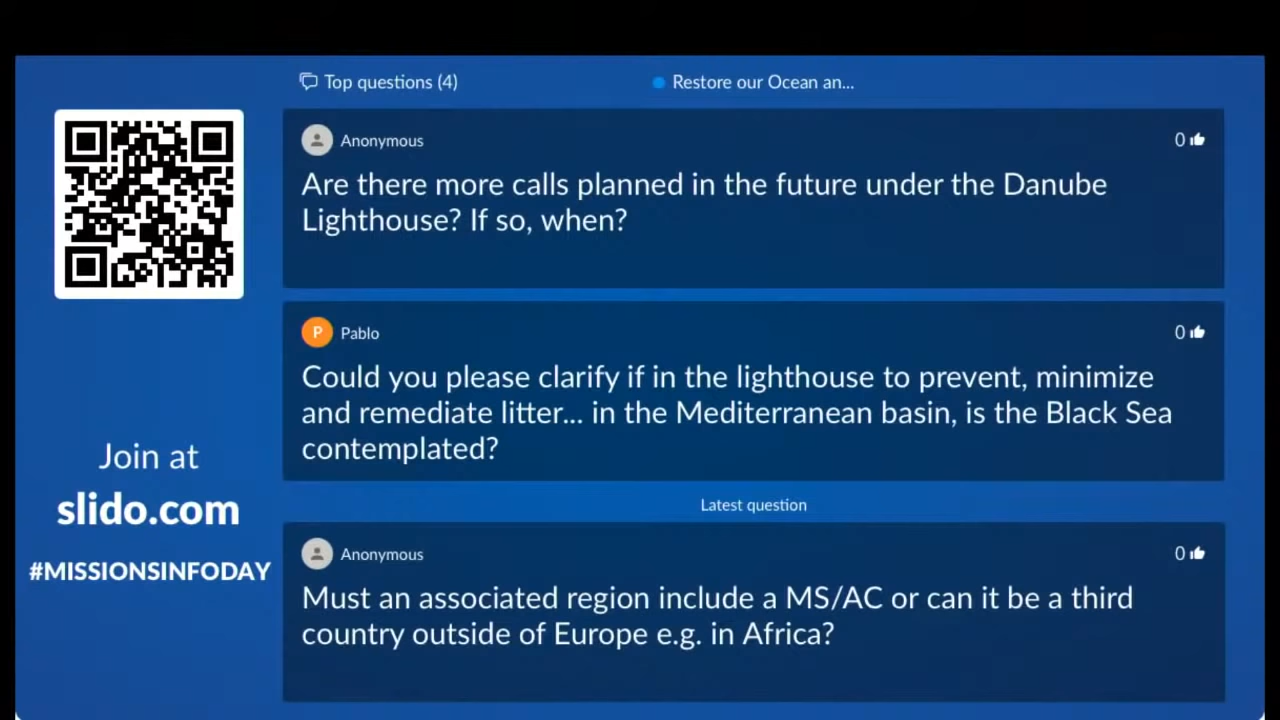 Top questions (4)
Restore our Ocean an...
Anonymous
0
Are there more calls planned in the future under the Danube
Lighthouse? If so, when?
P
Pablo
0
Could you please clarify if in the lighthouse to prevent, minimize
and remediate litter... in the Mediterranean basin, is the Black Sea
contemplated?
Join at
slido.com
#MISSIONSINFODAY
Latest question
Anonymous
0
Must an associated region include a MS/AC or can it be a third
country outside of Europe e.g. in Africa?